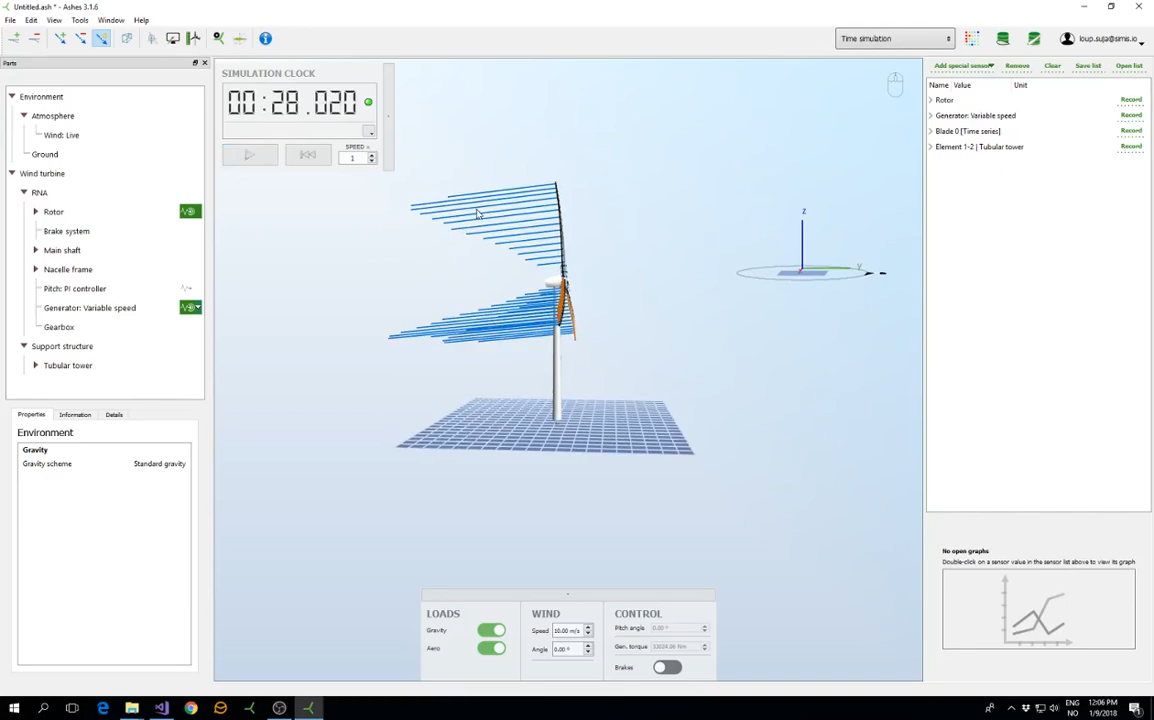 Untitled.ash * - Ashes 3.1.6
File Edit View Tools Window Help
Time simulation
loup.suja@simis.io
Parts
Environment
Atmosphere
Wind: Live
Ground
Wind turbine
RNA
Rotor
Brake system
Main shaft
Nacelle frame
Pitch: PI controller
Generator: Variable speed
Gearbox
Support structure
Tubular tower
Properties Information Details
Environment
Gravity
Gravity scheme Standard gravity
SIMULATION CLOCK
00:28.020
SPEED x
1
z
Y
LOADS
Gravity
Aero
WIND
Speed 10.00 m/s
Angle 0.00 °
CONTROL
Pitch angle 0.00 °
Gen. torque 33024.06 Nm
Brakes
Add special sensor Remove Clear Save list Open list
Name Value Unit
Rotor Record
Generator: Variable speed Record
Blade 0 [Time series] Record
Element 1-2 | Tubular tower Record
No open graphs
Double-click on a sensor value in the sensor list above to view its graph
ENG 12:06 PM
NO 1/9/2018